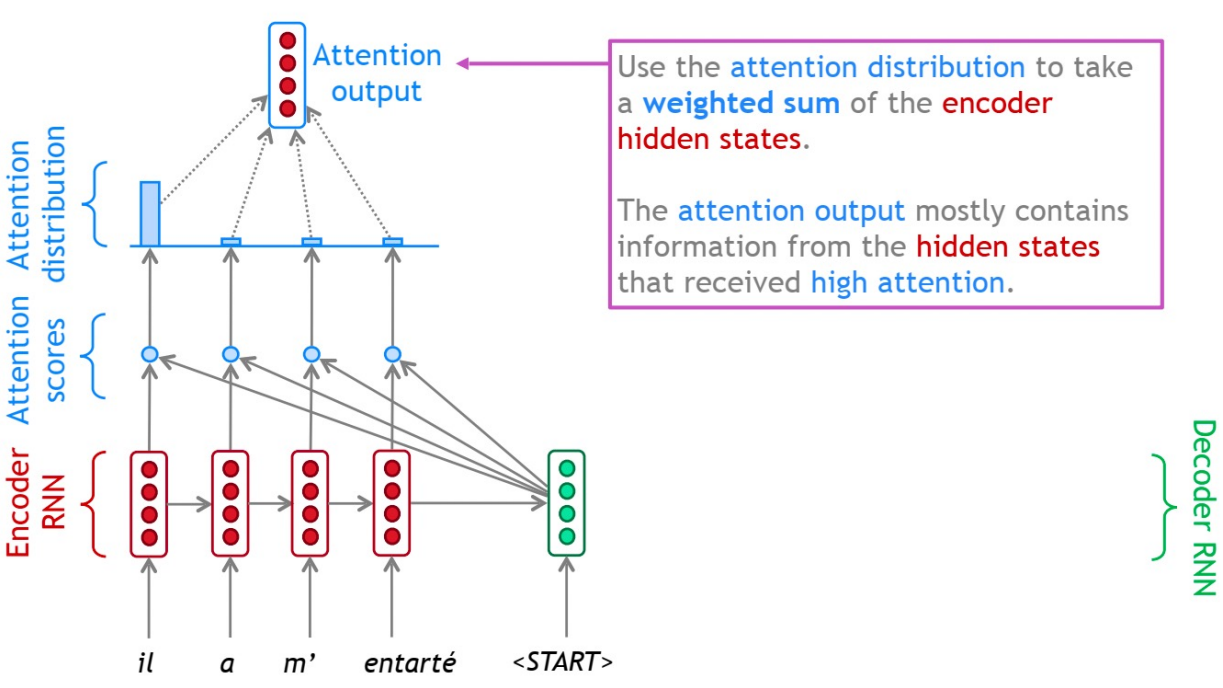 Attention
output
Use the attention distribution to take
a weighted sum of the encoder
hidden states.
The attention output mostly contains
information from the hidden states
that received high attention.
Attention
distribution
Attention
scores
Encoder
RNN
Decoder RNN
il a m’ entarté <START>